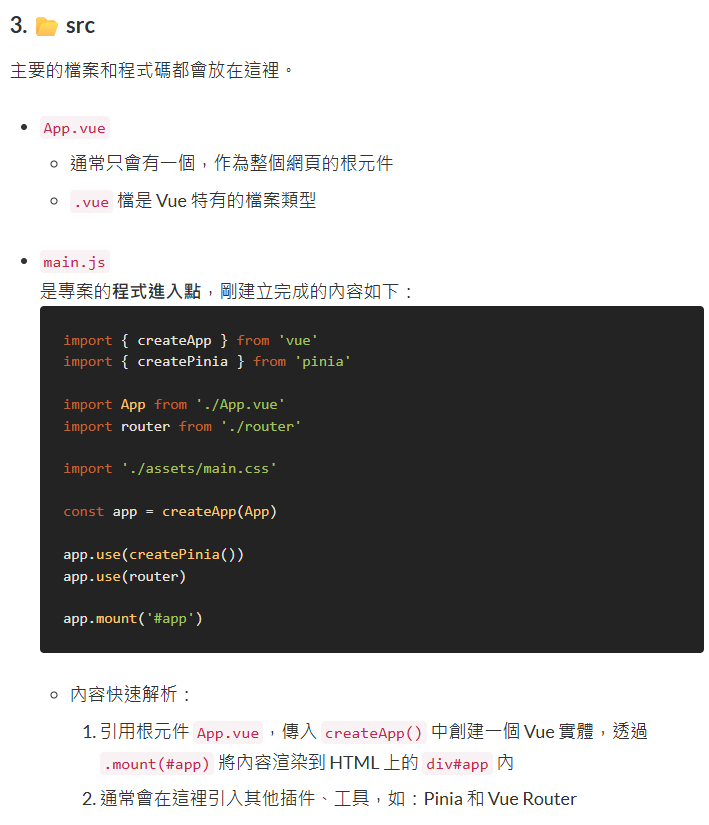 3. 📂 src
主要的檔案和程式碼都會放在這裡。
App.vue
通常只會有一個，作為整個網頁的根元件
.vue 檔是 Vue 特有的檔案類型
main.js
是專案的程式進入點，剛建立完成的內容如下：
import { createApp } from 'vue'
import { createPinia } from 'pinia'
import App from './App.vue'
import router from './router'
import './assets/main.css'
const app = createApp(App)
app.use(createPinia())
app.use(router)
app.mount('#app')
內容快速解析：
1. 引用根元件 App.vue，傳入 createApp() 中創建一個 Vue 實體，透過
.mount(#app) 將內容渲染到 HTML 上的 div#app 內
2. 通常會在這裡引入其他插件、工具，如：Pinia 和 Vue Router